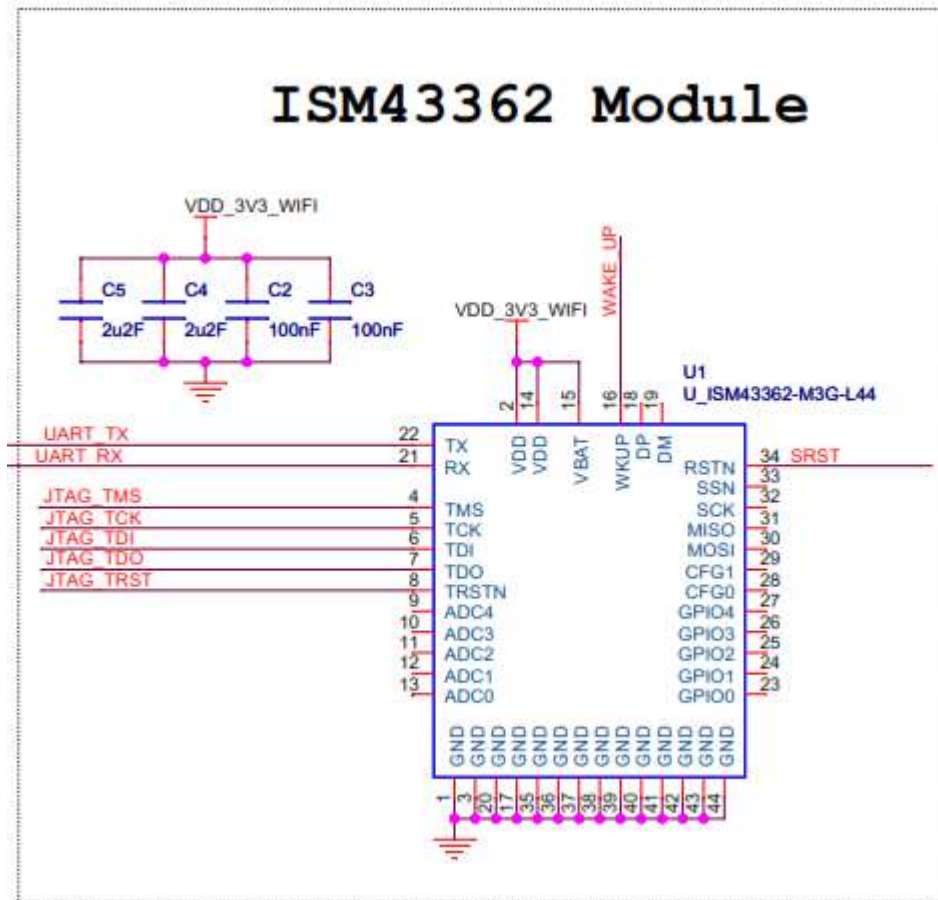 ISM43362 Module
VDD_3V3_WIFI
C5
C4
C2
C3
2u2F
2u2F
100nF
100nF
VDD_3V3_WIFI
WAKE_UP
U1
U_ISM43362-M3G-L44
2
14
15
16
18
19
VDD
VDD
VBAT
WKUP
DP
DM
UART_TX 22 TX
UART_RX 21 RX
JTAG_TMS 4 TMS
JTAG_TCK 5 TCK
JTAG_TDI 6 TDI
JTAG_TDO 7 TDO
JTAG_TRST 8 TRSTN
9 ADC4
10 ADC3
11 ADC2
12 ADC1
13 ADC0
RSTN 34 SRST
SSN 33
SCK 32
MISO 31
MOSI 30
CFG1 29
CFG0 28
GPIO4 27
GPIO3 26
GPIO2 25
GPIO1 24
GPIO0 23
GND GND GND GND GND GND GND GND GND GND GND GND GND GND
1 3 20 17 35 36 37 38 39 40 41 42 43 44